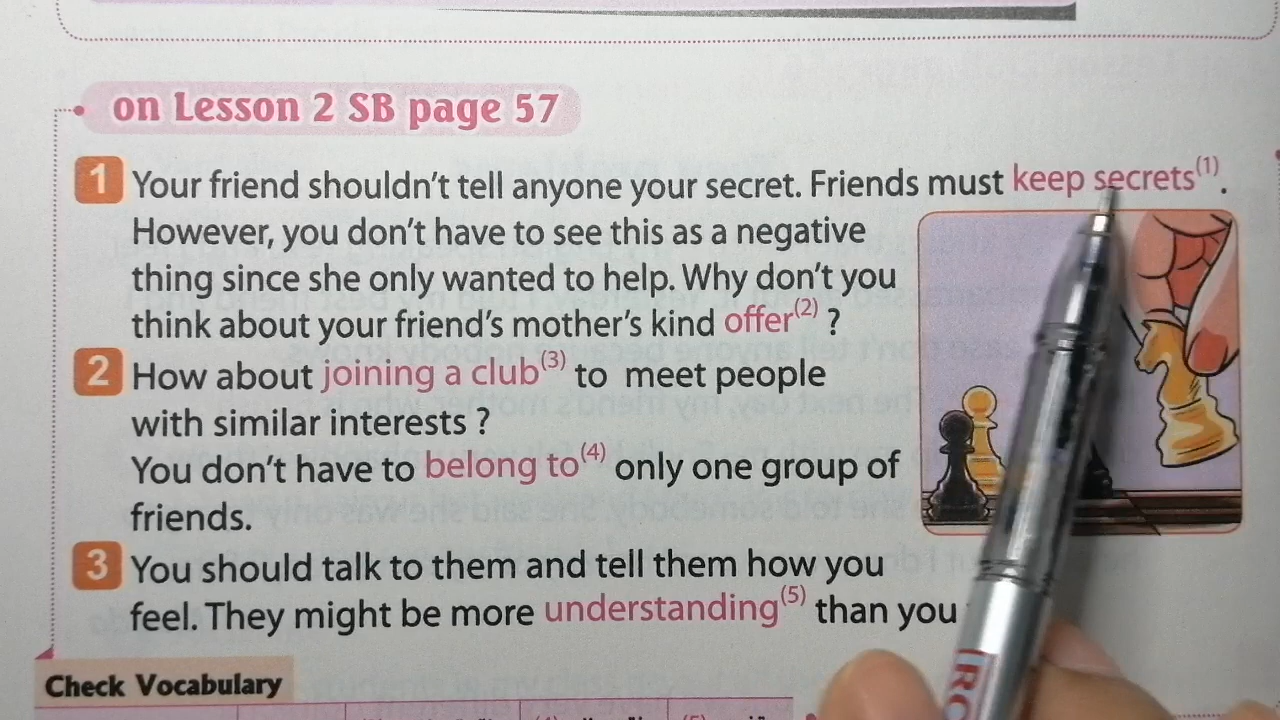 on Lesson 2 SB page 57
1 Your friend shouldn't tell anyone your secret. Friends must keep secrets(1).
However, you don't have to see this as a negative
thing since she only wanted to help. Why don't you
think about your friend's mother's kind offer(2) ?
2 How about joining a club(3) to meet people
with similar interests ?
You don't have to belong to(4) only one group of
friends.
3 You should talk to them and tell them how you
feel. They might be more understanding(5) than you
Check Vocabulary